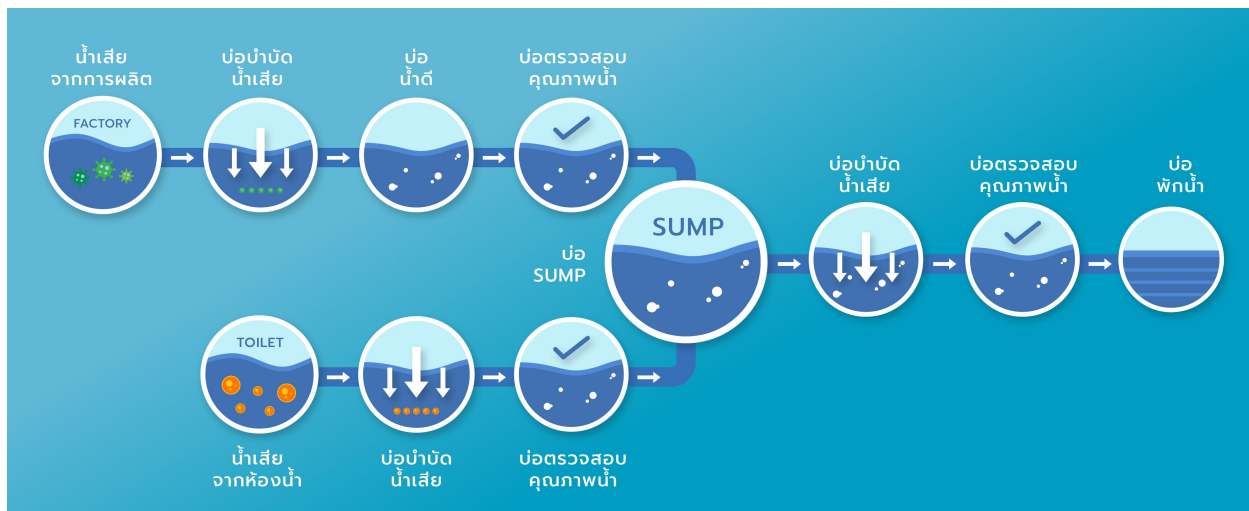 น้ำเสีย
จากการผลิต
FACTORY
บ่อบำบัด
น้ำเสีย
บ่อ
น้ำดี
บ่อตรวจสอบ
คุณภาพน้ำ
บ่อ
SUMP
SUMP
บ่อบำบัด
น้ำเสีย
บ่อตรวจสอบ
คุณภาพน้ำ
บ่อ
พักน้ำ
TOILET
น้ำเสีย
จากห้องน้ำ
บ่อบำบัด
น้ำเสีย
บ่อตรวจสอบ
คุณภาพน้ำ